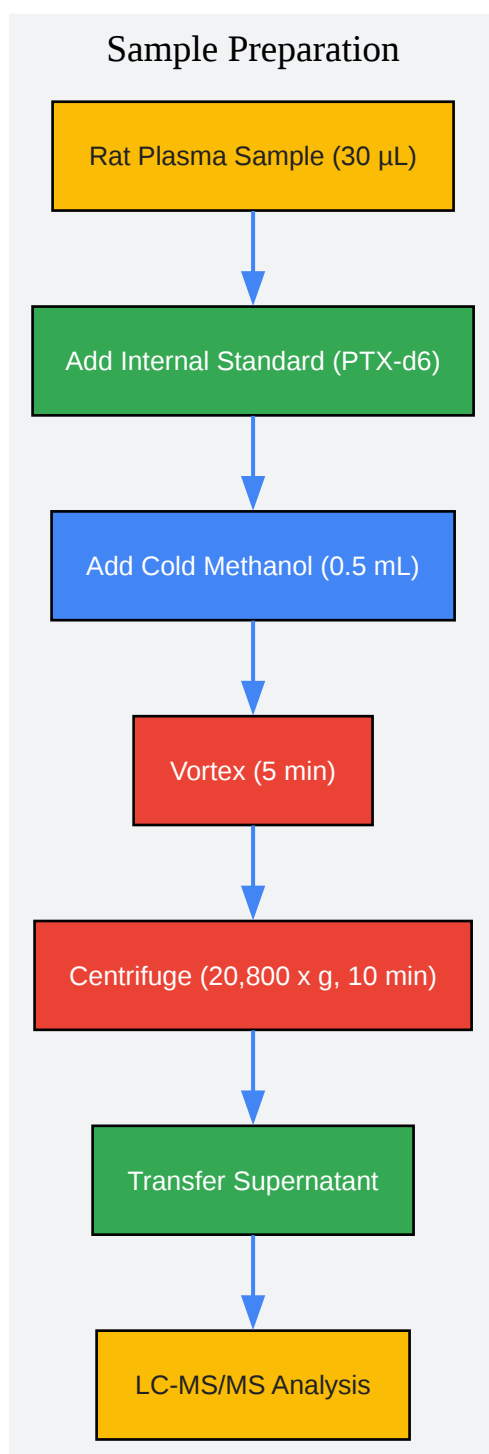 Sample Preparation
Rat Plasma Sample (30 µL)
Add Internal Standard (PTX-d6)
Add Cold Methanol (0.5 mL)
Vortex (5 min)
Centrifuge (20,800 x g, 10 min)
Transfer Supernatant
LC-MS/MS Analysis